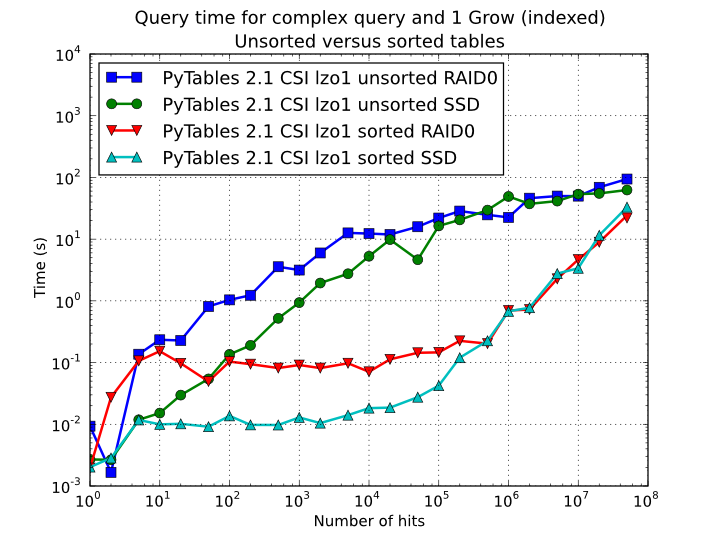 Query time for complex query and 1 Grow (indexed)
Unsorted versus sorted tables
10^4
10^3
10^2
10^1
10^0
10^-1
10^-2
10^-3
Time (s)
PyTables 2.1 CSI lzo1 unsorted RAID0
PyTables 2.1 CSI lzo1 unsorted SSD
PyTables 2.1 CSI lzo1 sorted RAID0
PyTables 2.1 CSI lzo1 sorted SSD
10^0 10^1 10^2 10^3 10^4 10^5 10^6 10^7 10^8
Number of hits